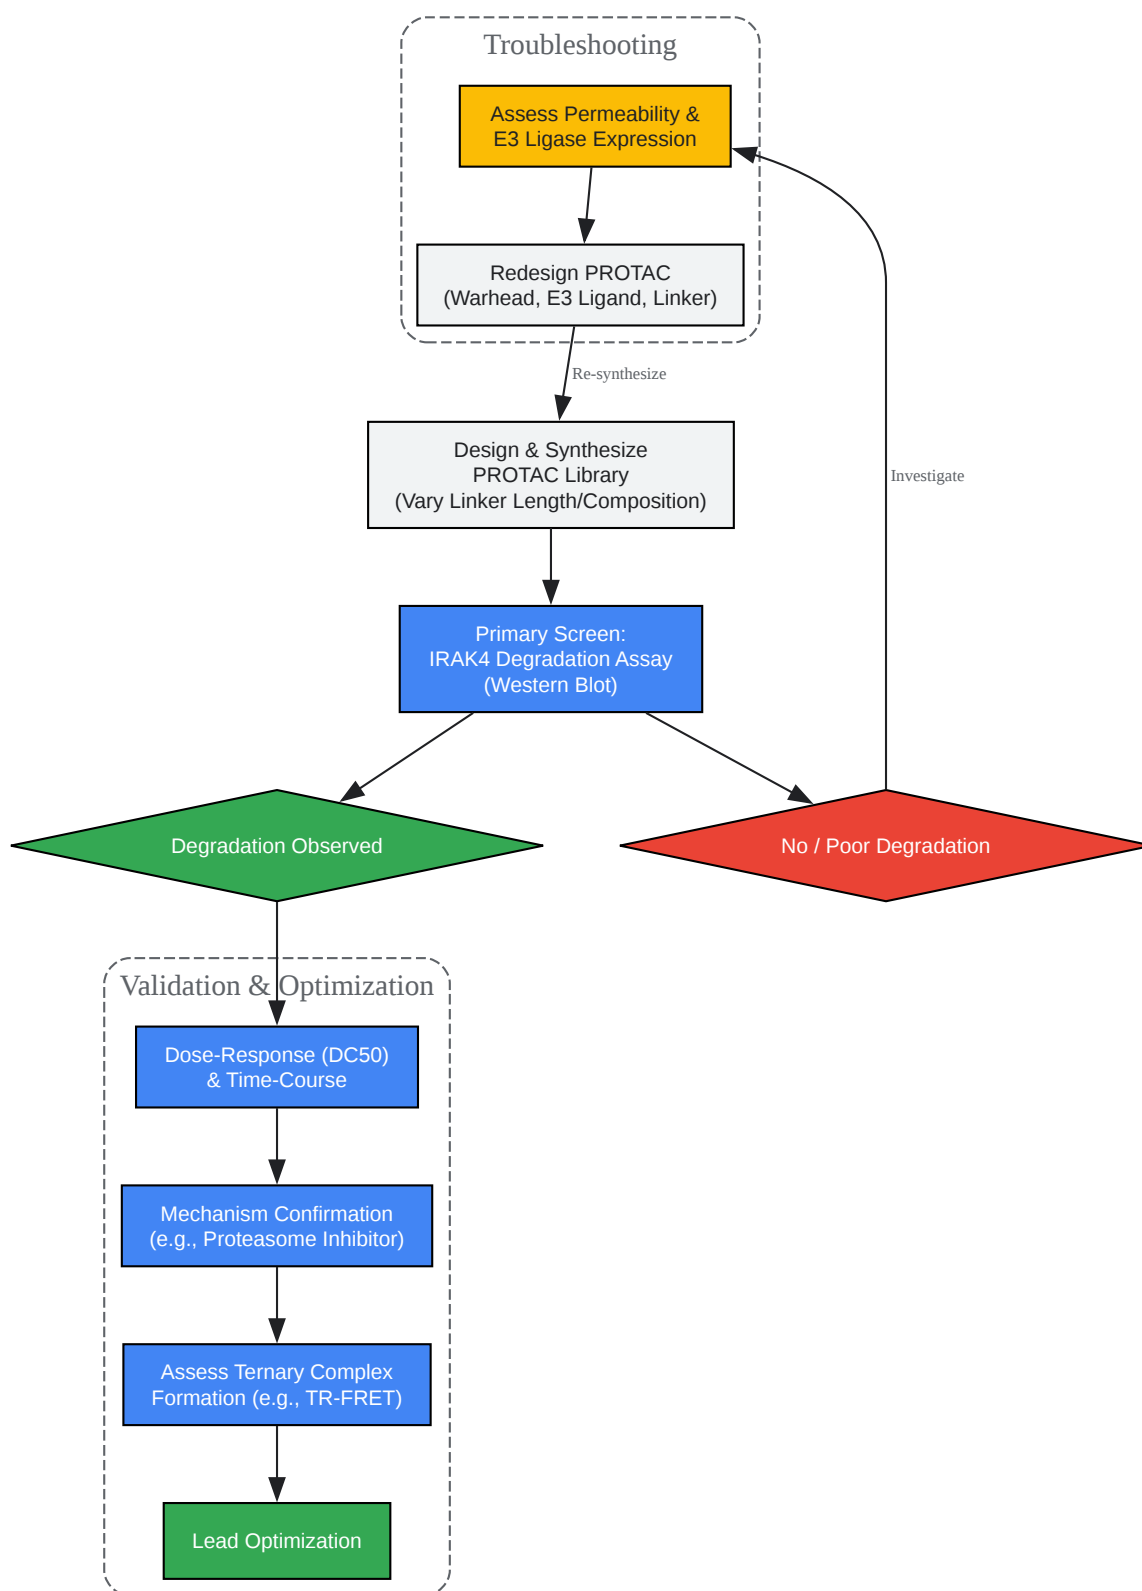 Troubleshooting
Assess Permeability &
E3 Ligase Expression
Redesign PROTAC
(Warhead, E3 Ligand, Linker)
Re-synthesize
Design & Synthesize
PROTAC Library
(Vary Linker Length/Composition)
Investigate
Primary Screen:
IRAK4 Degradation Assay
(Western Blot)
Degradation Observed
No / Poor Degradation
Validation & Optimization
Dose-Response (DC50)
& Time-Course
Mechanism Confirmation
(e.g., Proteasome Inhibitor)
Assess Ternary Complex
Formation (e.g., TR-FRET)
Lead Optimization